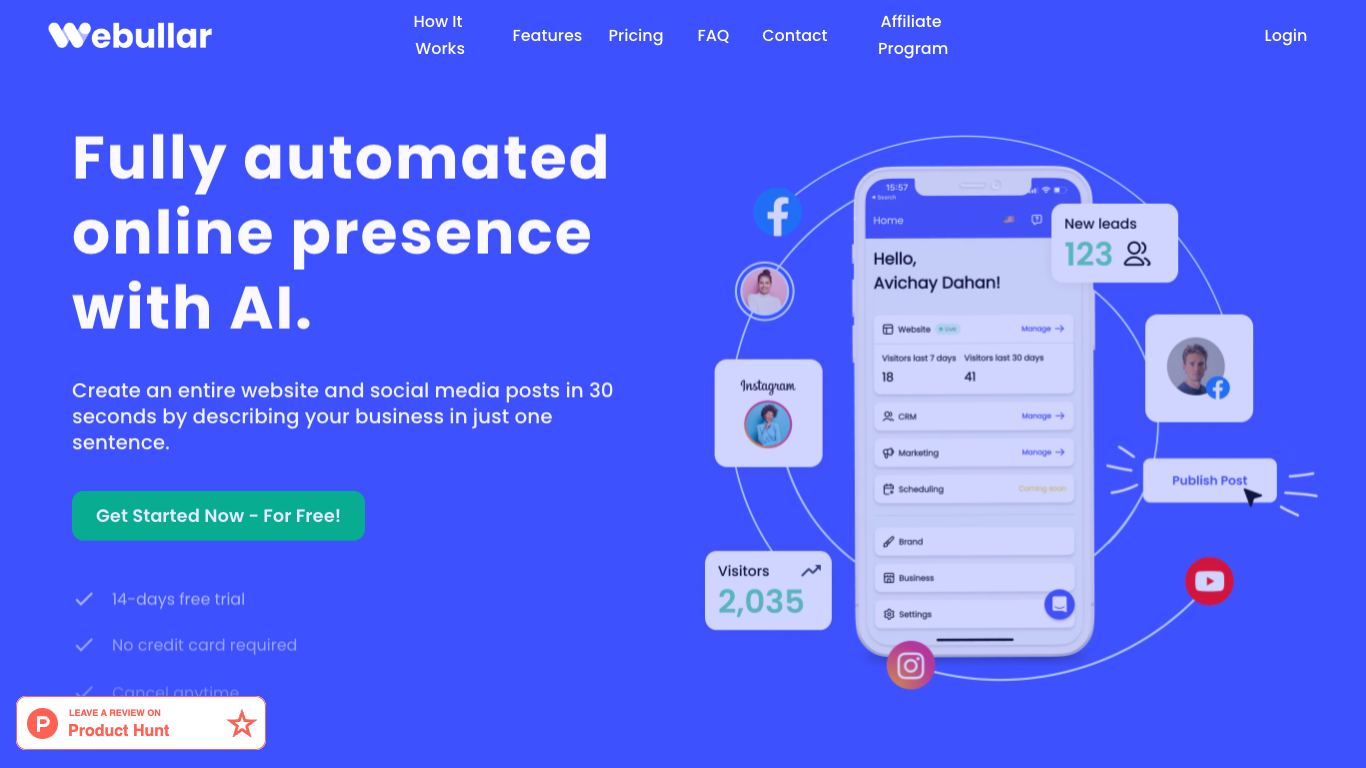 Webullar
How It
Works
Features
Pricing
FAQ
Contact
Affiliate
Program
Login
Fully automated
online presence
with AI.
Create an entire website and social media posts in 30
seconds by describing your business in just one
sentence.
Get Started Now - For Free!
14-days free trial
No credit card required
Cancel anytime
LEAVE A REVIEW ON
Product Hunt
15:57
Search
Home
Hello,
Avichay Dahan!
Website
Live
Manage →
Visitors last 7 days
Visitors last 30 days
18
41
CRM
Manage →
Marketing
Manage →
Scheduling
Coming soon
Brand
Business
Settings
New leads
123
Instagram
Publish Post
Visitors
2,035